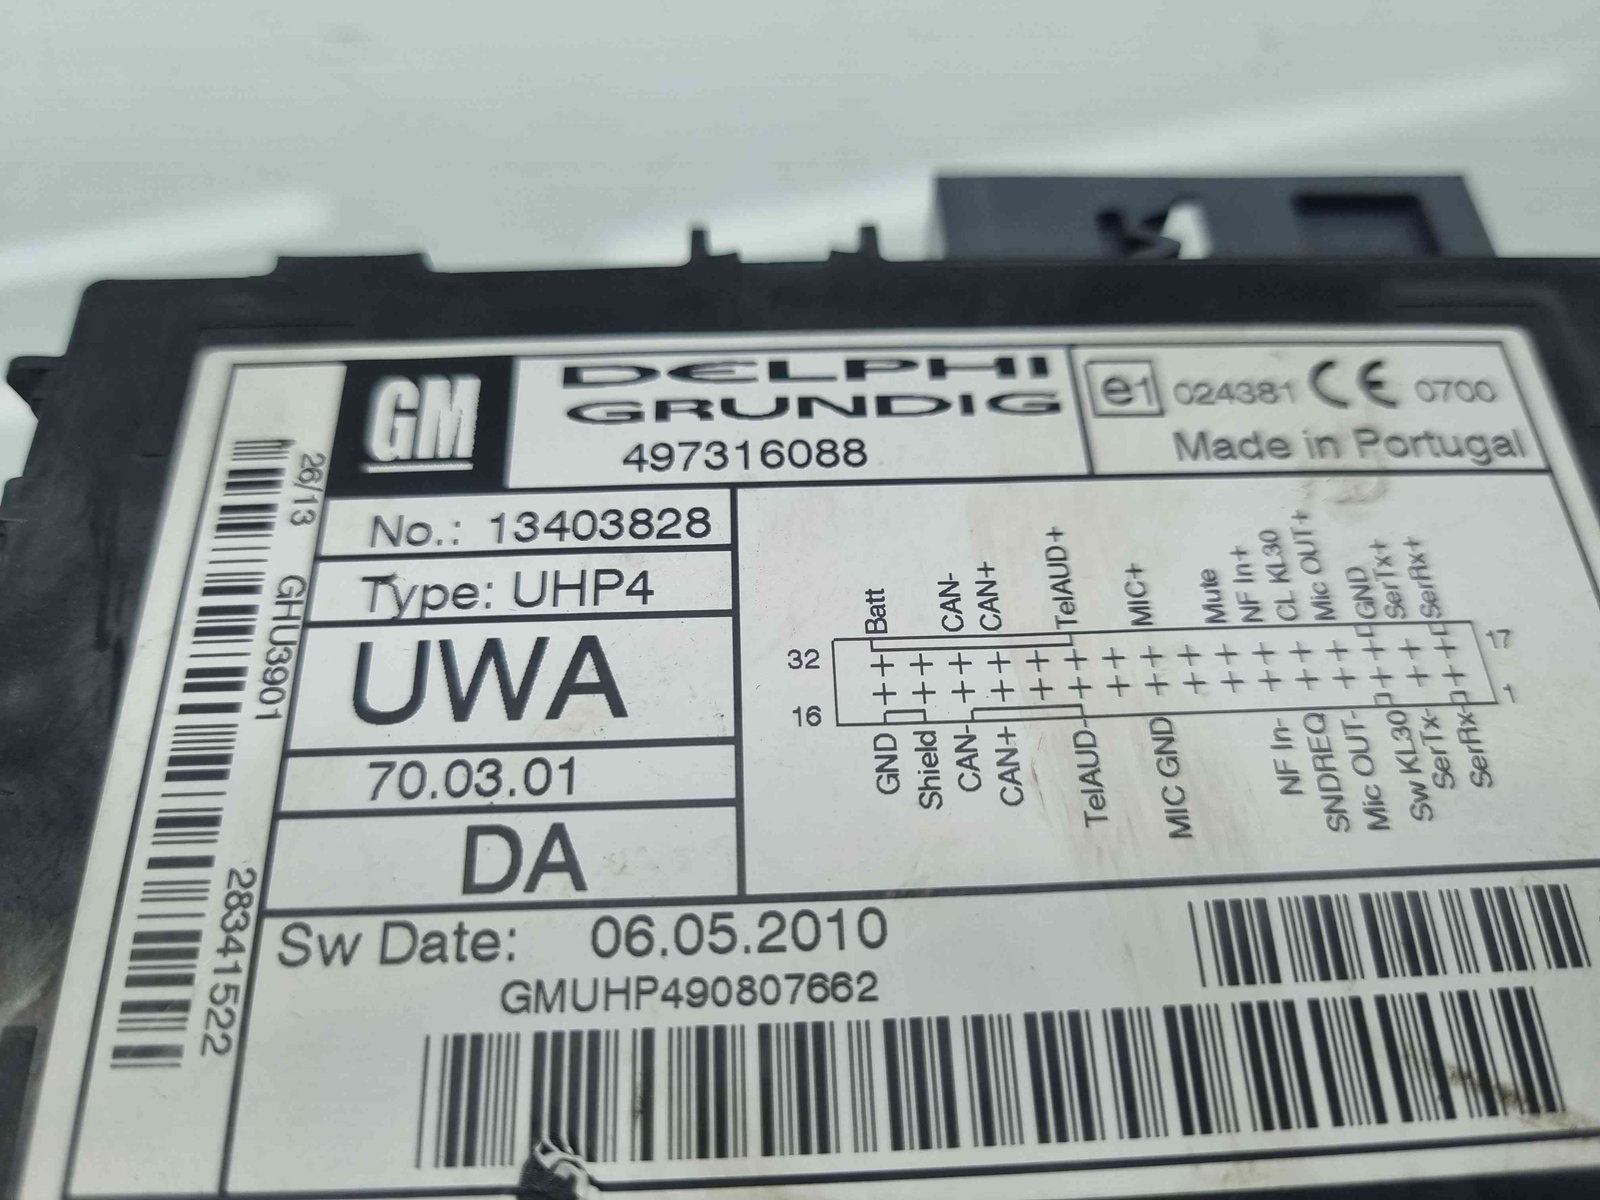 GM
DELPHI
GRUNDIG
497316088
e1 024381 CE 0700
Made in Portugal
No.: 13403828
Type: UHP4
UWA
70.03.01
DA
Batt CAN- CAN+ TelAUD+ MIC+ Mute NF In+ CL KL30 Mic OUT+ GND SerTx+ SerRx+
32 17
16 1
GND Shield CAN- CAN+ TelAUD- MIC GND NF In- SNDREQ Mic OUT- Sw KL30 SerTx- SerRx-
Sw Date: 06.05.2010
GMUHP490807662
26/13 GHU3901 28341522